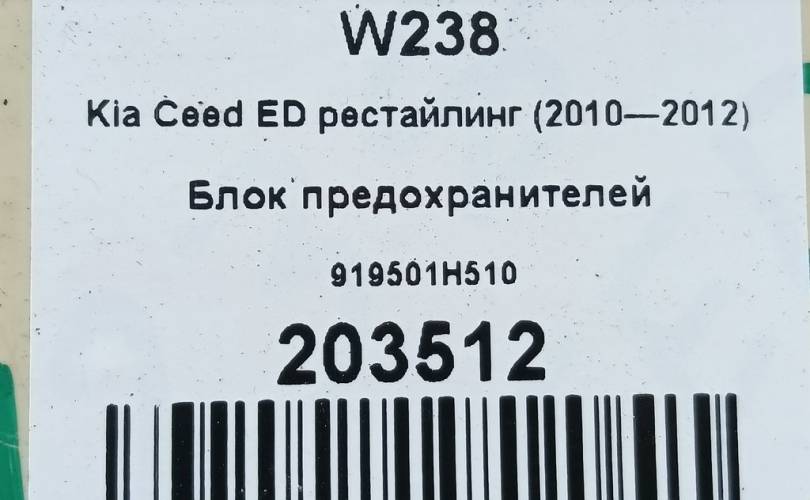 W238
Kia Ceed ED рестайлинг (2010—2012)
Блок предохранителей
919501H510
203512